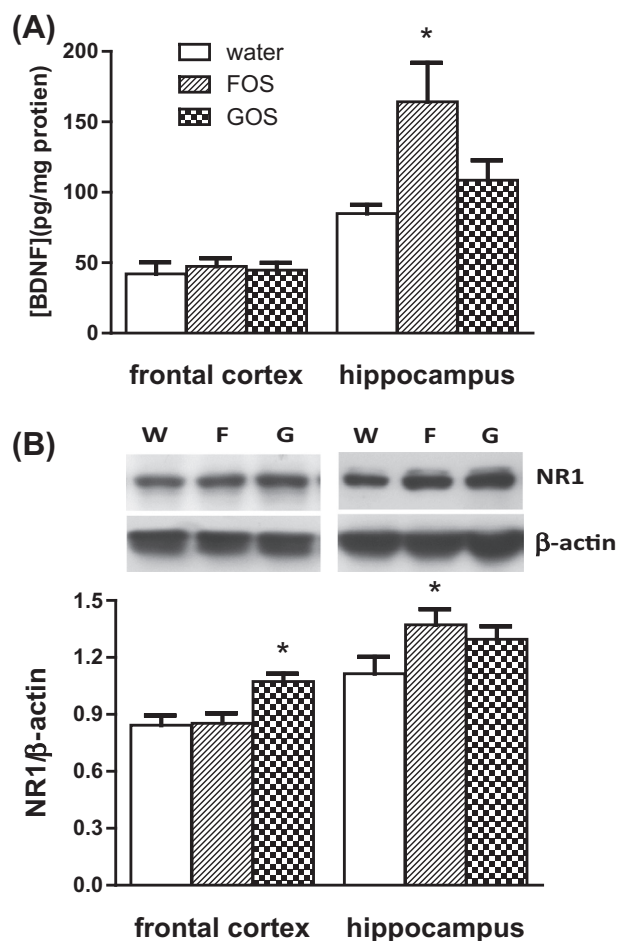 (A)
200
150
100
50
0
[BDNF](pg/mg protien)
water
FOS
GOS
*
frontal cortex hippocampus
(B)
W F G W F G
NR1
β-actin
1.5
1.2
0.9
0.6
0.3
0.0
NR1/β-actin
*
*
frontal cortex hippocampus